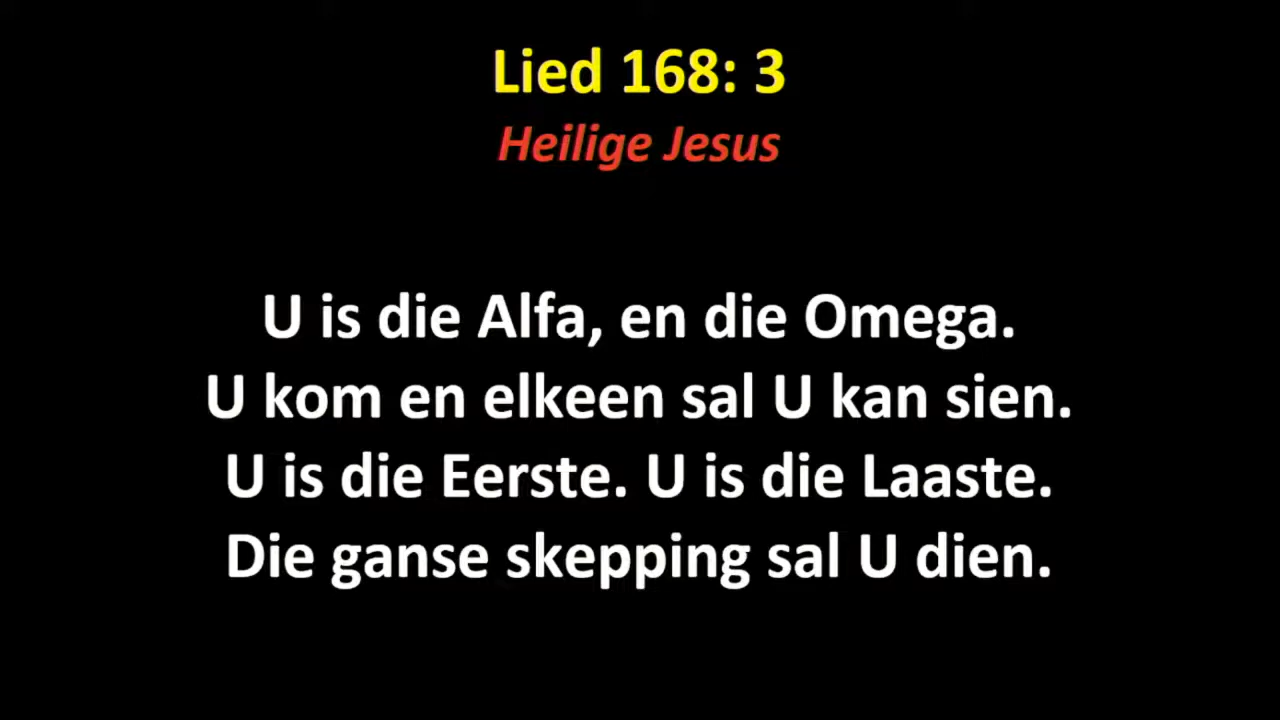 Lied 168: 3
Heilige Jesus
U is die Alfa, en die Omega.
U kom en elkeen sal U kan sien.
U is die Eerste. U is die Laaste.
Die ganse skepping sal U dien.